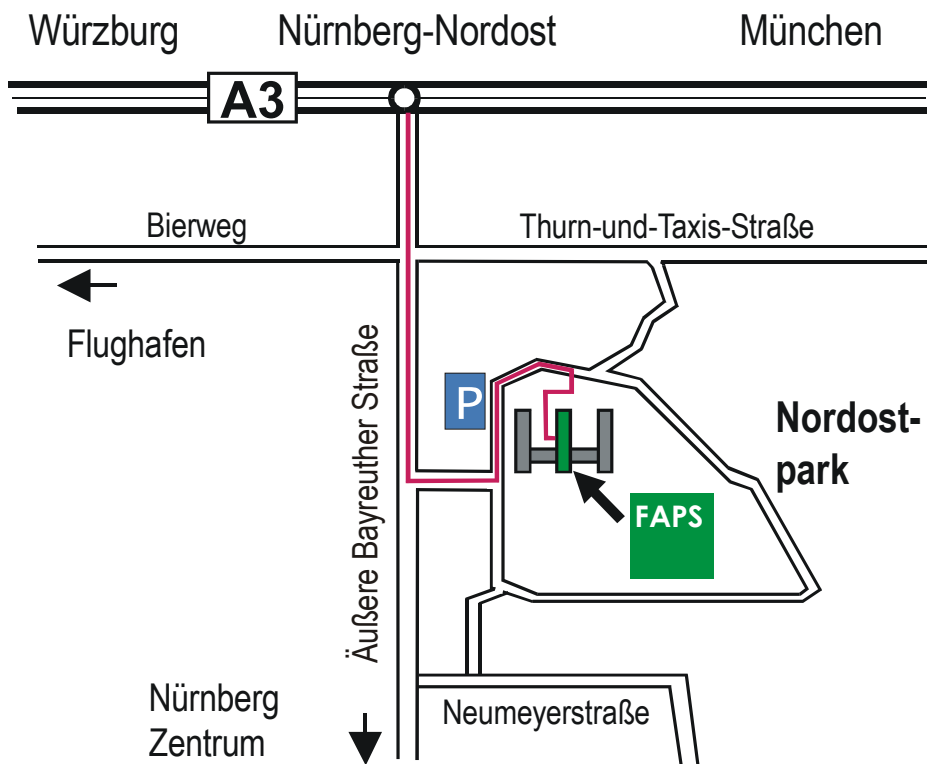 Würzburg
Nürnberg-Nordost
München
A3
Bierweg
Thurn-und-Taxis-Straße
Flughafen
Äußere Bayreuther Straße
P
Nordost-
park
FAPS
Nürnberg
Zentrum
Neumeyerstraße